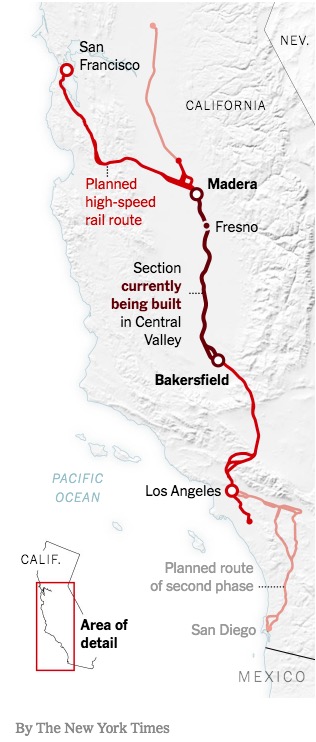 San
Francisco
NEV.
CALIFORNIA
Planned
high-speed
rail route
Madera
Fresno
Section
currently
being built
in Central
Valley
Bakersfield
Los Angeles
PACIFIC
OCEAN
Planned route
of second phase
San Diego
CALIF.
Area of
detail
MEXICO
By The New York Times